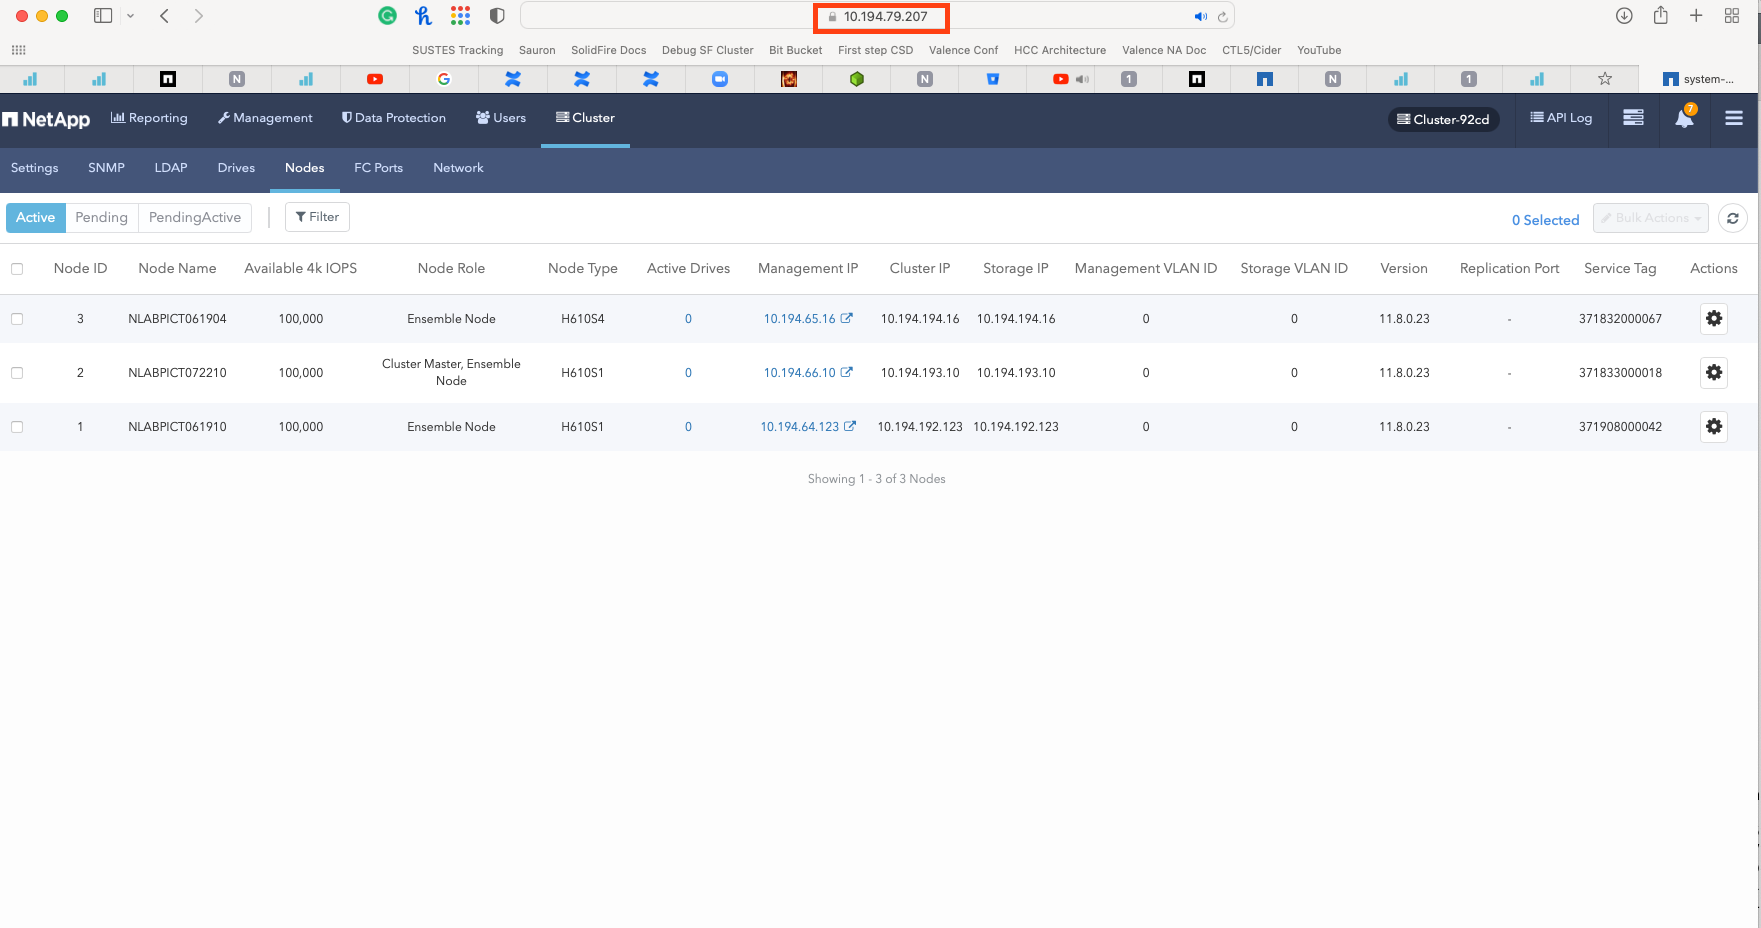 10.194.79.207
SUSTES Tracking Sauron SolidFire Docs Debug SF Cluster Bit Bucket First step CSD Valence Conf HCC Architecture Valence NA Doc CTL5/Cider YouTube
N N 1 N 1 system-...
NetApp Reporting Management Data Protection Users Cluster Cluster-92cd API Log 7
Settings SNMP LDAP Drives Nodes FC Ports Network
Active Pending PendingActive Filter 0 Selected Bulk Actions
Node ID Node Name Available 4k IOPS Node Role Node Type Active Drives Management IP Cluster IP Storage IP Management VLAN ID Storage VLAN ID Version Replication Port Service Tag Actions
3 NLABPICT061904 100,000 Ensemble Node H610S4 0 10.194.65.16 10.194.194.16 10.194.194.16 0 0 11.8.0.23 - 371832000067
2 NLABPICT072210 100,000 Cluster Master, Ensemble
Node H610S1 0 10.194.66.10 10.194.193.10 10.194.193.10 0 0 11.8.0.23 - 371833000018
1 NLABPICT061910 100,000 Ensemble Node H610S1 0 10.194.64.123 10.194.192.123 10.194.192.123 0 0 11.8.0.23 - 371908000042
Showing 1 - 3 of 3 Nodes